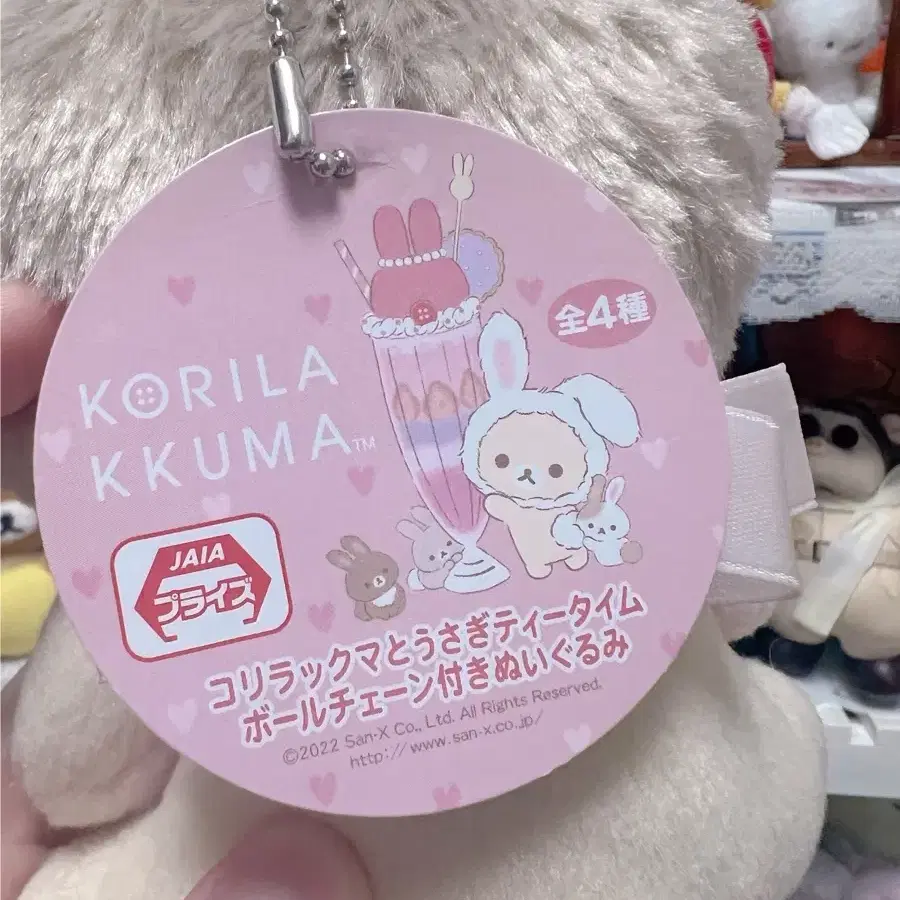 KORILA
KKUMA™
全4種
JAIA
プライズ
コリラックマとうさぎティータイム
ボールチェーン付きぬいぐるみ
©2022 San-X Co., Ltd. All Rights Reserved.
http://www.san-x.co.jp/